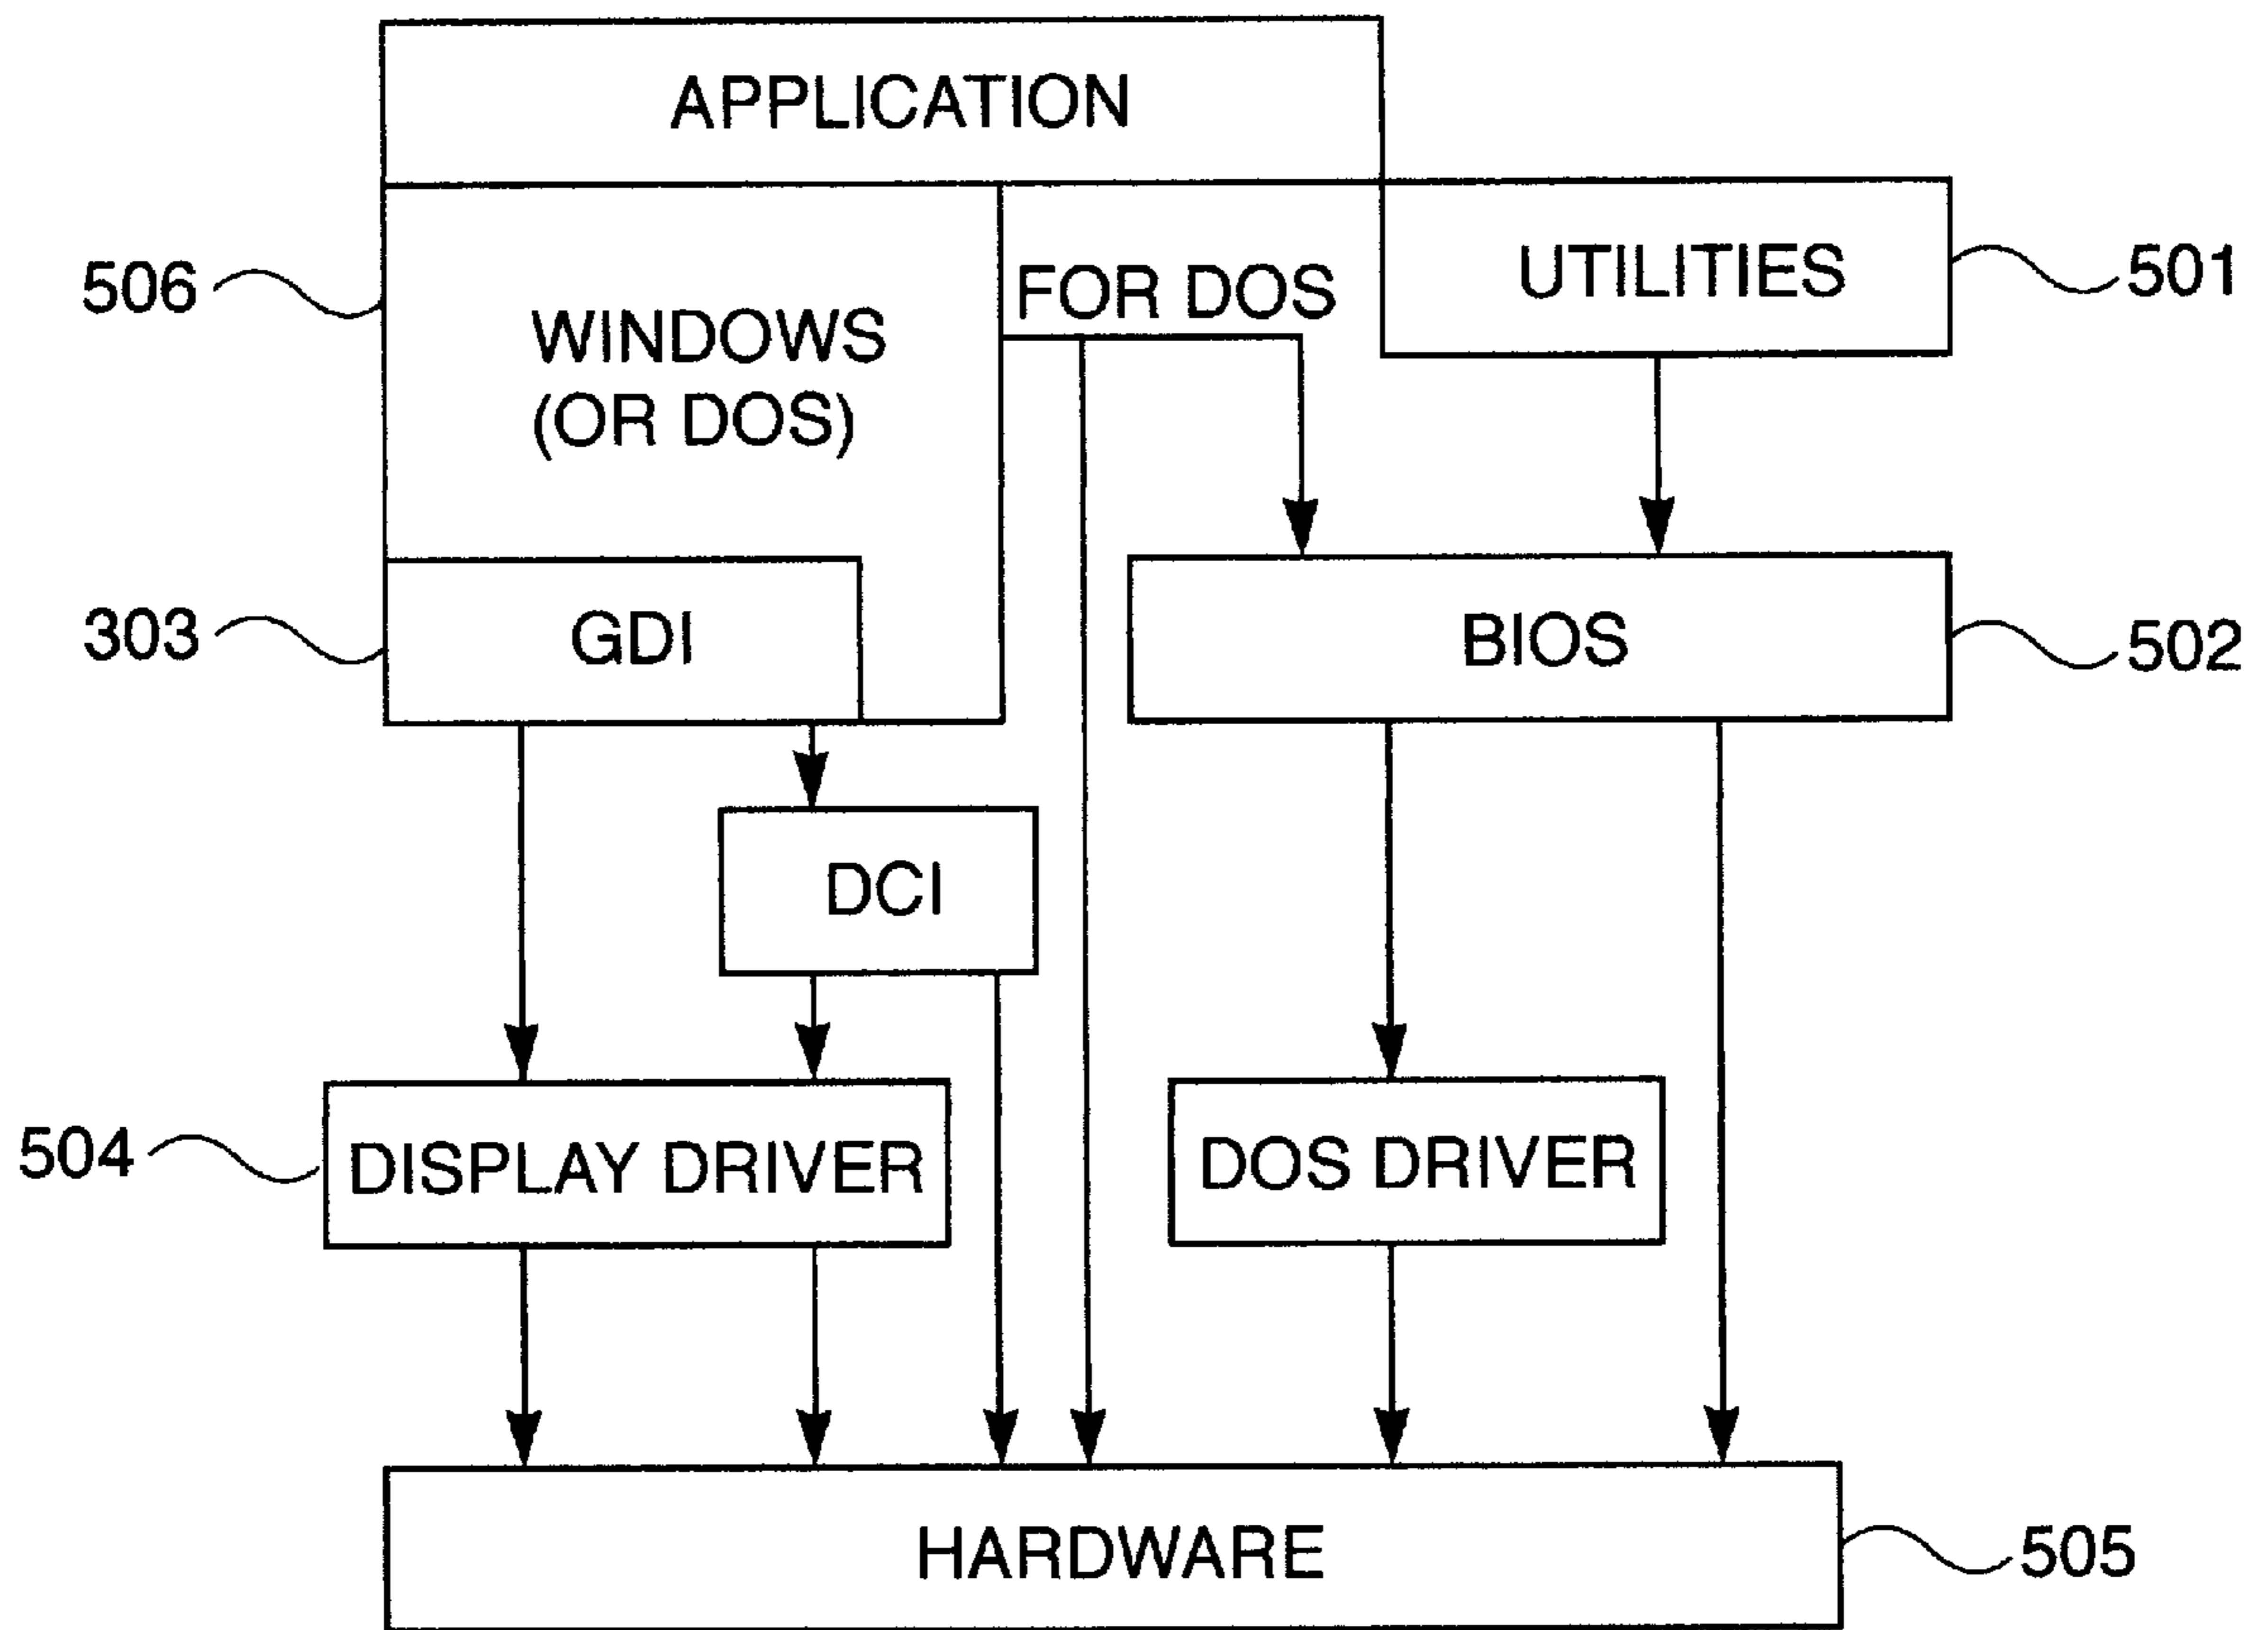 APPLICATION
UTILITIES
501
506
FOR DOS
WINDOWS
(OR DOS)
303
GDI
BIOS
502
DCI
504
DISPLAY DRIVER
DOS DRIVER
HARDWARE
505